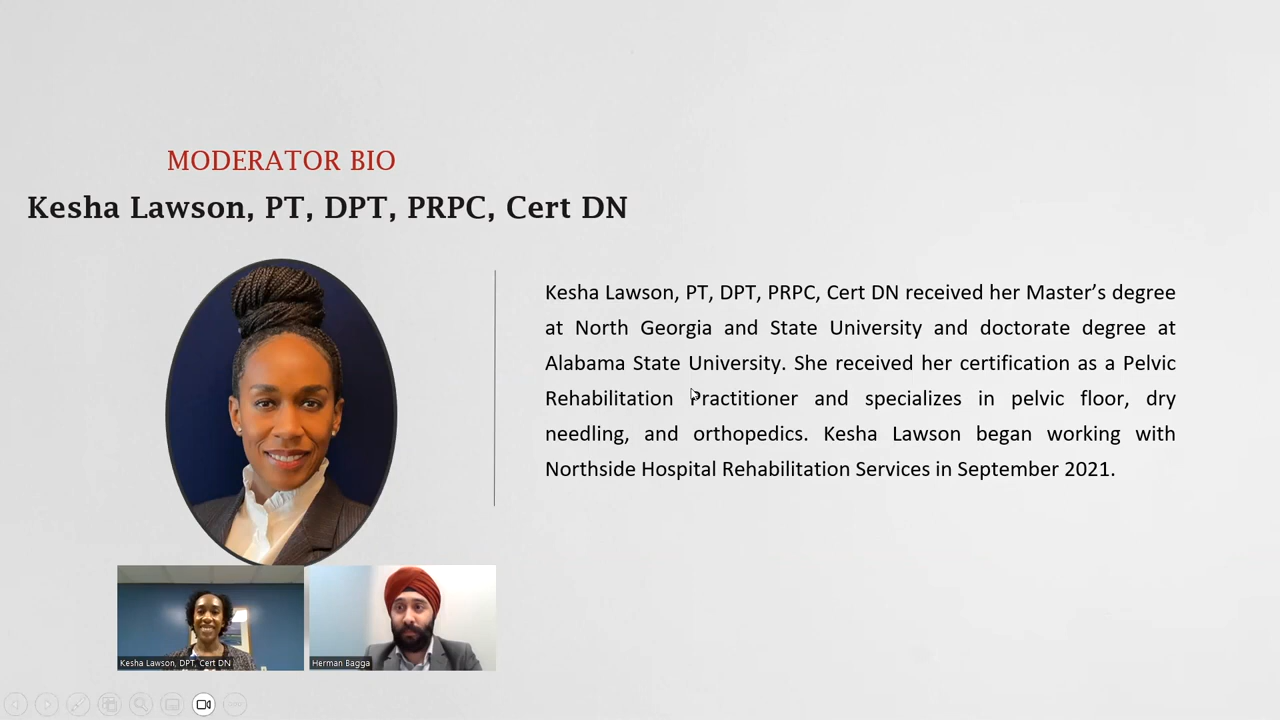 MODERATOR BIO
Kesha Lawson, PT, DPT, PRPC, Cert DN
Kesha Lawson, PT, DPT, PRPC, Cert DN received her Master’s degree
at North Georgia and State University and doctorate degree at
Alabama State University. She received her certification as a Pelvic
Rehabilitation Practitioner and specializes in pelvic floor, dry
needling, and orthopedics. Kesha Lawson began working with
Northside Hospital Rehabilitation Services in September 2021.
Kesha Lawson, DPT, Cert DN
Herman Bagga